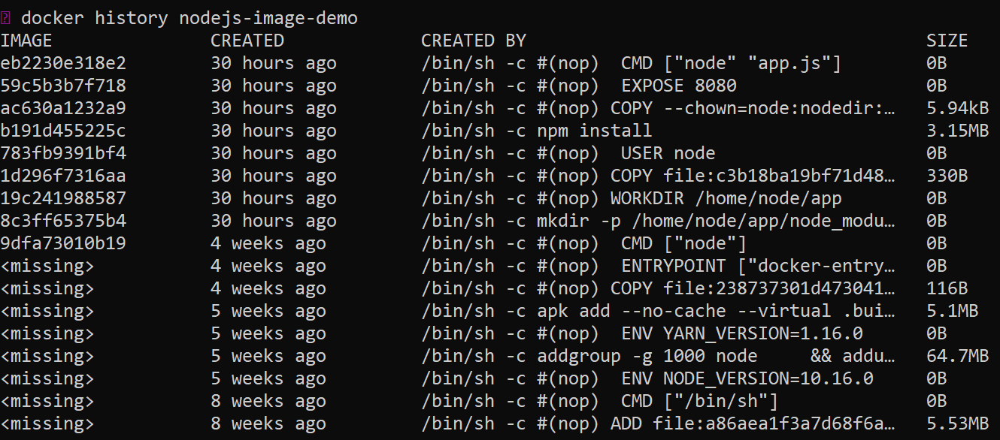 docker history nodejs-image-demo
IMAGE CREATED CREATED BY SIZE
eb2230e318e2 30 hours ago /bin/sh -c #(nop)  CMD ["node" "app.js"] 0B
59c5b3b7f718 30 hours ago /bin/sh -c #(nop)  EXPOSE 8080 0B
ac630a1232a9 30 hours ago /bin/sh -c #(nop) COPY --chown=node:nodedir:… 5.94kB
b191d455225c 30 hours ago /bin/sh -c npm install 3.15MB
783fb9391bf4 30 hours ago /bin/sh -c #(nop)  USER node 0B
1d296f7316aa 30 hours ago /bin/sh -c #(nop) COPY file:c3b18ba19bf71d48… 330B
19c241988587 30 hours ago /bin/sh -c #(nop) WORKDIR /home/node/app 0B
8c3ff65375b4 30 hours ago /bin/sh -c mkdir -p /home/node/app/node_modu… 0B
9dfa73010b19 4 weeks ago /bin/sh -c #(nop)  CMD ["node"] 0B
<missing> 4 weeks ago /bin/sh -c #(nop)  ENTRYPOINT ["docker-entry… 0B
<missing> 4 weeks ago /bin/sh -c #(nop) COPY file:238737301d473041… 116B
<missing> 5 weeks ago /bin/sh -c apk add --no-cache --virtual .bui… 5.1MB
<missing> 5 weeks ago /bin/sh -c #(nop)  ENV YARN_VERSION=1.16.0 0B
<missing> 5 weeks ago /bin/sh -c addgroup -g 1000 node     && addu… 64.7MB
<missing> 5 weeks ago /bin/sh -c #(nop)  ENV NODE_VERSION=10.16.0 0B
<missing> 8 weeks ago /bin/sh -c #(nop)  CMD ["/bin/sh"] 0B
<missing> 8 weeks ago /bin/sh -c #(nop) ADD file:a86aea1f3a7d68f6a… 5.53MB